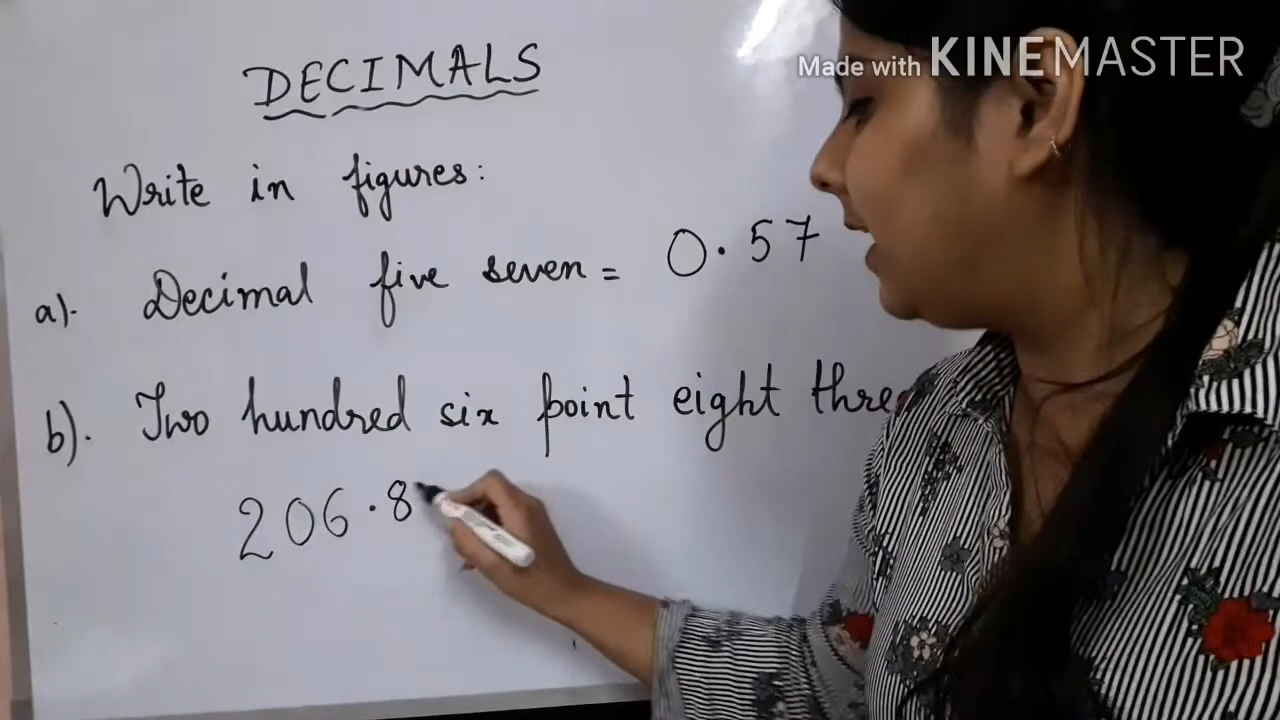 Made with KINEMASTER
DECIMALS
Write in figures:
a). Decimal five seven = 0.57
b). Two hundred six point eight thre
206.8